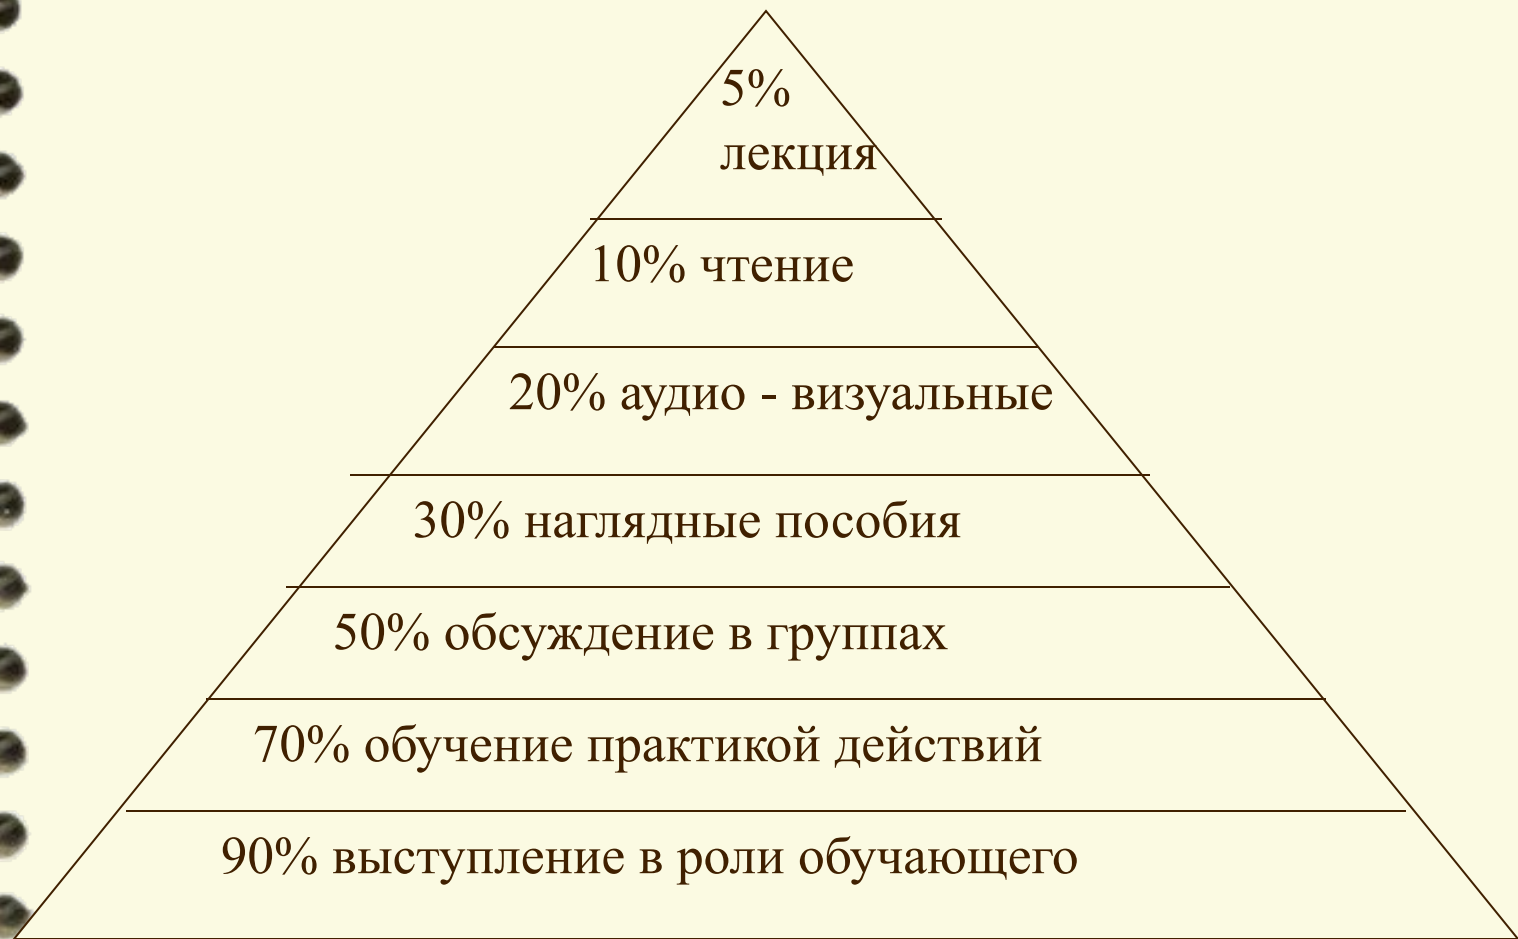 5%
лекция
10% чтение
20% аудио - визуальные
30% наглядные пособия
50% обсуждение в группах
70% обучение практикой действий
90% выступление в роли обучающего